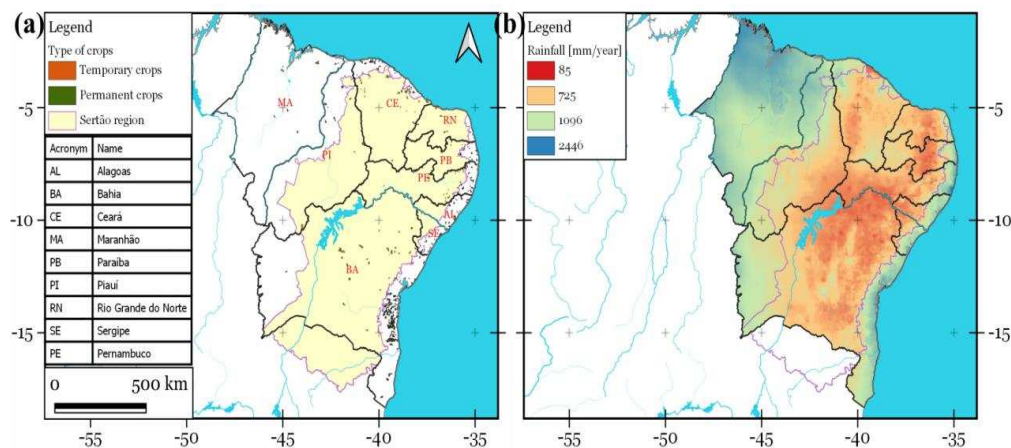 (a)
Legend
Type of crops
Temporary crops
Permanent crops
Sertão region
Acronym Name
AL Alagoas
BA Bahia
CE Ceará
MA Maranhão
PB Paraíba
PI Piauí
RN Rio Grande do Norte
SE Sergipe
PE Pernambuco
0 500 km
MA
CE
RN
PI
PB
PE
AL
SE
BA
-5
-10
-15
-55 -50 -45 -40 -35
(b)
Legend
Rainfall [mm/year]
85
725
1096
2446
-5
-10
-15
-55 -50 -45 -40 -35